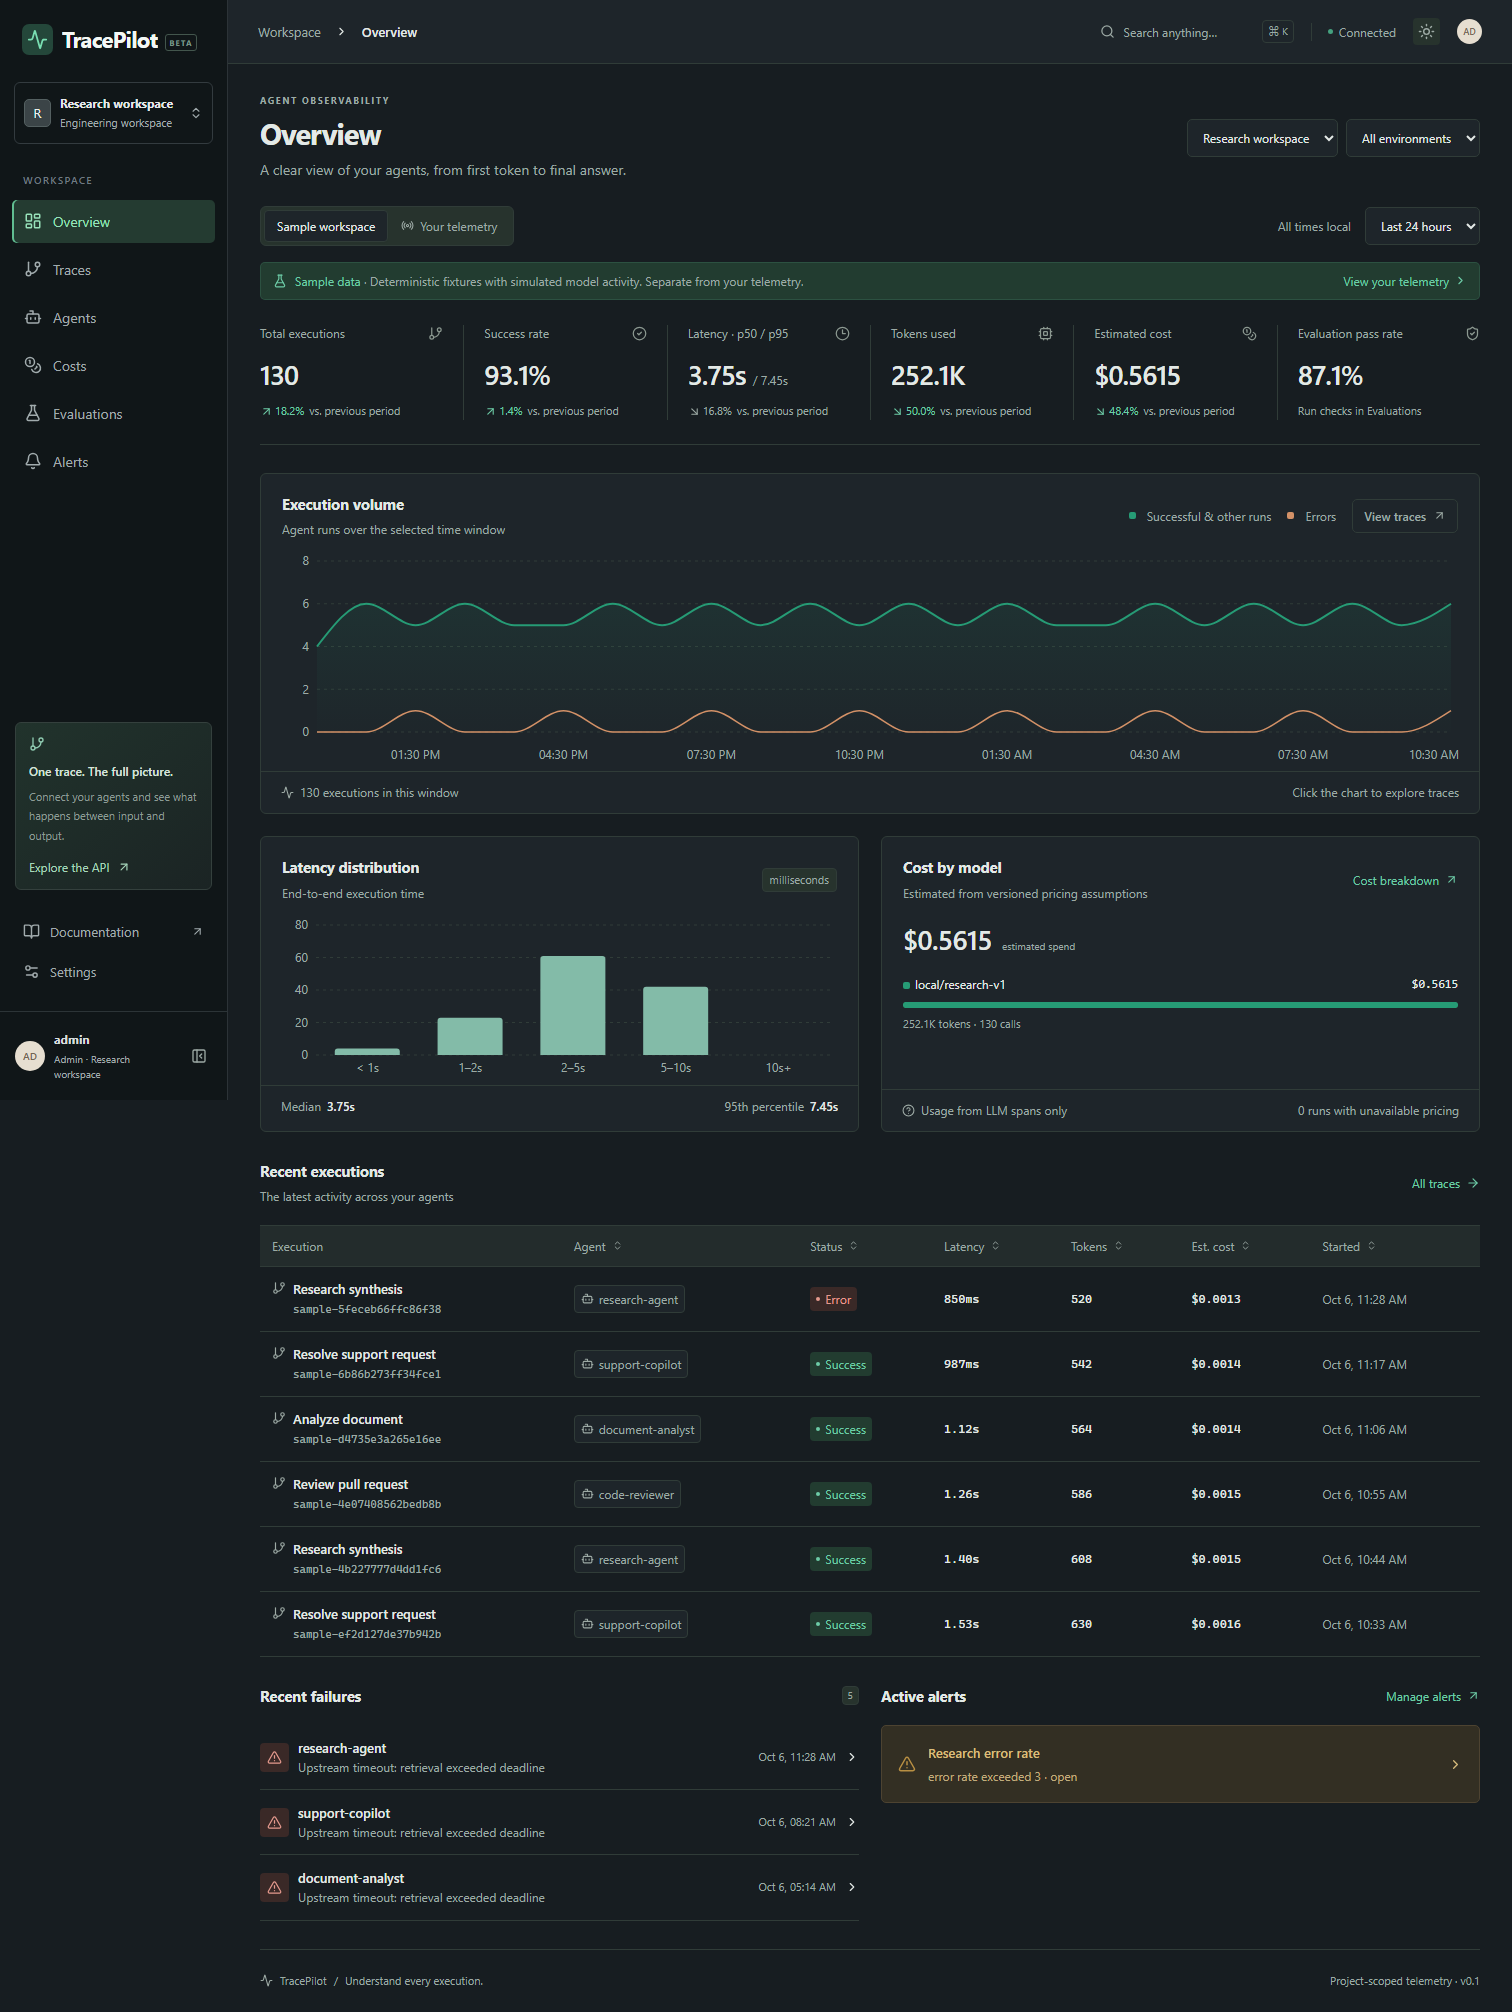 TracePilot BETA
R
Research workspace
Engineering workspace
WORKSPACE
Overview
Traces
Agents
Costs
Evaluations
Alerts
One trace. The full picture.
Connect your agents and see what
happens between input and
output.
Explore the API
Documentation
Settings
AD
admin
Admin · Research
workspace
Workspace > Overview
Search anything... ⌘ K
Connected
AD
AGENT OBSERVABILITY
Overview
A clear view of your agents, from first token to final answer.
Research workspace
All environments
Sample workspace
Your telemetry
All times local
Last 24 hours
Sample data · Deterministic fixtures with simulated model activity. Separate from your telemetry.
View your telemetry
Total executions
130
18.2% vs. previous period
Success rate
93.1%
1.4% vs. previous period
Latency · p50 / p95
3.75s / 7.45s
16.8% vs. previous period
Tokens used
252.1K
50.0% vs. previous period
Estimated cost
$0.5615
48.4% vs. previous period
Evaluation pass rate
87.1%
Run checks in Evaluations
Execution volume
Agent runs over the selected time window
Successful & other runs
Errors
View traces
8
6
4
2
0
01:30 PM 04:30 PM 07:30 PM 10:30 PM 01:30 AM 04:30 AM 07:30 AM 10:30 AM
130 executions in this window
Click the chart to explore traces
Latency distribution
End-to-end execution time
milliseconds
80
60
40
20
0
< 1s 1–2s 2–5s 5–10s 10s+
Median 3.75s
95th percentile 7.45s
Cost by model
Estimated from versioned pricing assumptions
Cost breakdown
$0.5615 estimated spend
local/research-v1 $0.5615
252.1K tokens · 130 calls
Usage from LLM spans only
0 runs with unavailable pricing
Recent executions
The latest activity across your agents
All traces
Execution Agent Status Latency Tokens Est. cost Started
Research synthesis
sample-5feceb66ffc86f38
research-agent Error 850ms 520 $0.0013 Oct 6, 11:28 AM
Resolve support request
sample-6b86b273ff34fce1
support-copilot Success 987ms 542 $0.0014 Oct 6, 11:17 AM
Analyze document
sample-d4735e3a265e16ee
document-analyst Success 1.12s 564 $0.0014 Oct 6, 11:06 AM
Review pull request
sample-4e07408562bedb8b
code-reviewer Success 1.26s 586 $0.0015 Oct 6, 10:55 AM
Research synthesis
sample-4b227777d4dd1fc6
research-agent Success 1.40s 608 $0.0015 Oct 6, 10:44 AM
Resolve support request
sample-ef2d127de37b942b
support-copilot Success 1.53s 630 $0.0016 Oct 6, 10:33 AM
Recent failures 5
research-agent
Upstream timeout: retrieval exceeded deadline
Oct 6, 11:28 AM
support-copilot
Upstream timeout: retrieval exceeded deadline
Oct 6, 08:21 AM
document-analyst
Upstream timeout: retrieval exceeded deadline
Oct 6, 05:14 AM
Active alerts
Manage alerts
Research error rate
error rate exceeded 3 · open
TracePilot / Understand every execution.
Project-scoped telemetry · v0.1